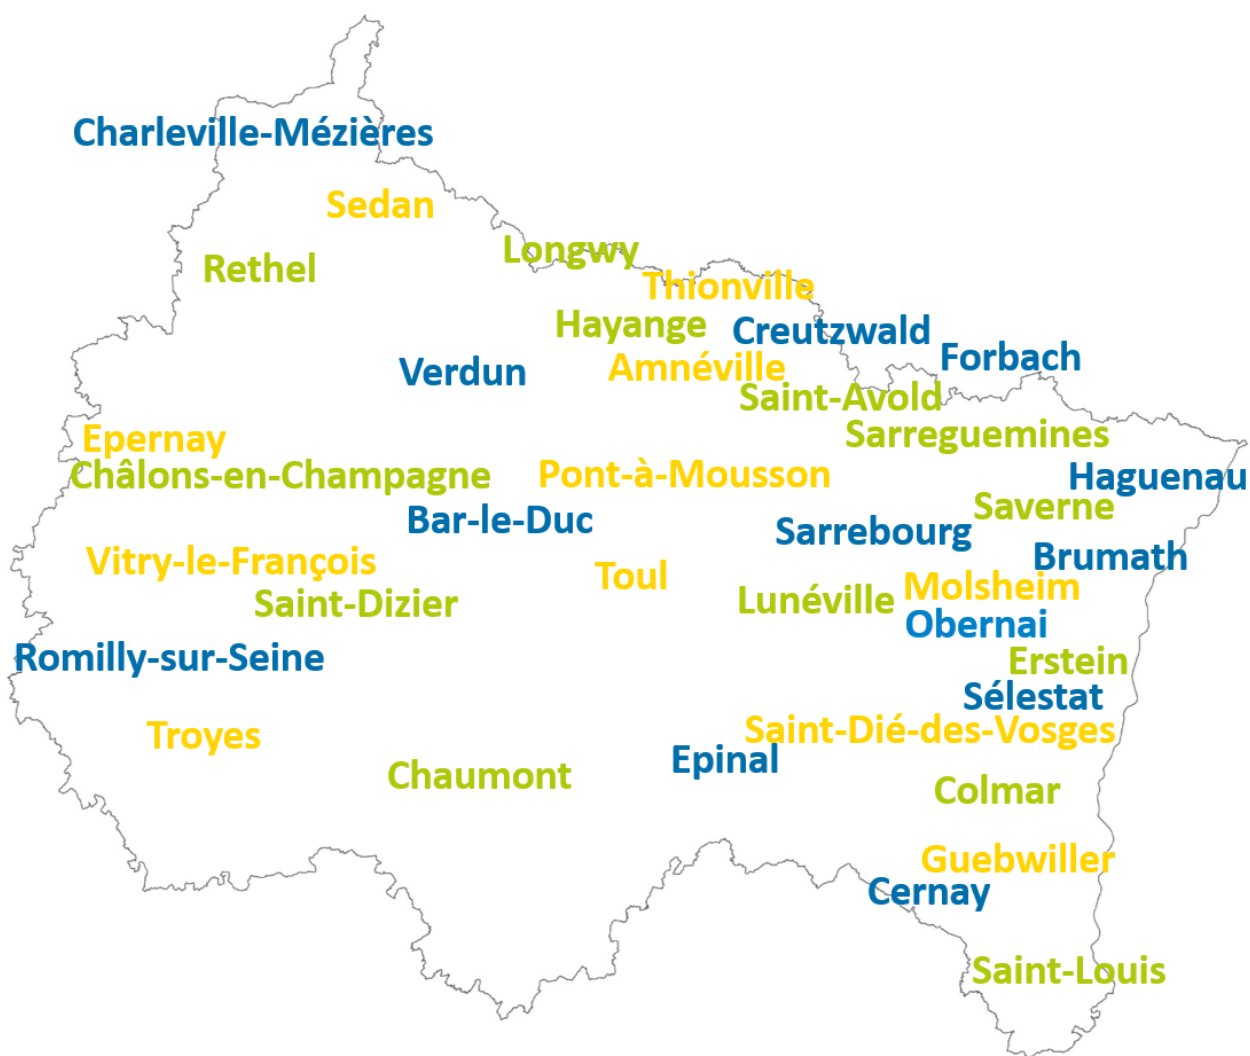 Charleville-Mézières
Sedan
Longwy
Rethel
Thionville
Hayange
Creutzwald
Forbach
Verdun
Amnéville
Saint-Avold
Sarreguemines
Epernay
Châlons-en-Champagne
Pont-à-Mousson
Haguenau
Saverne
Bar-le-Duc
Sarrebourg
Brumath
Vitry-le-François
Toul
Molsheim
Saint-Dizier
Lunéville
Obernai
Romilly-sur-Seine
Erstein
Sélestat
Troyes
Saint-Dié-des-Vosges
Epinal
Chaumont
Colmar
Guebwiller
Cernay
Saint-Louis